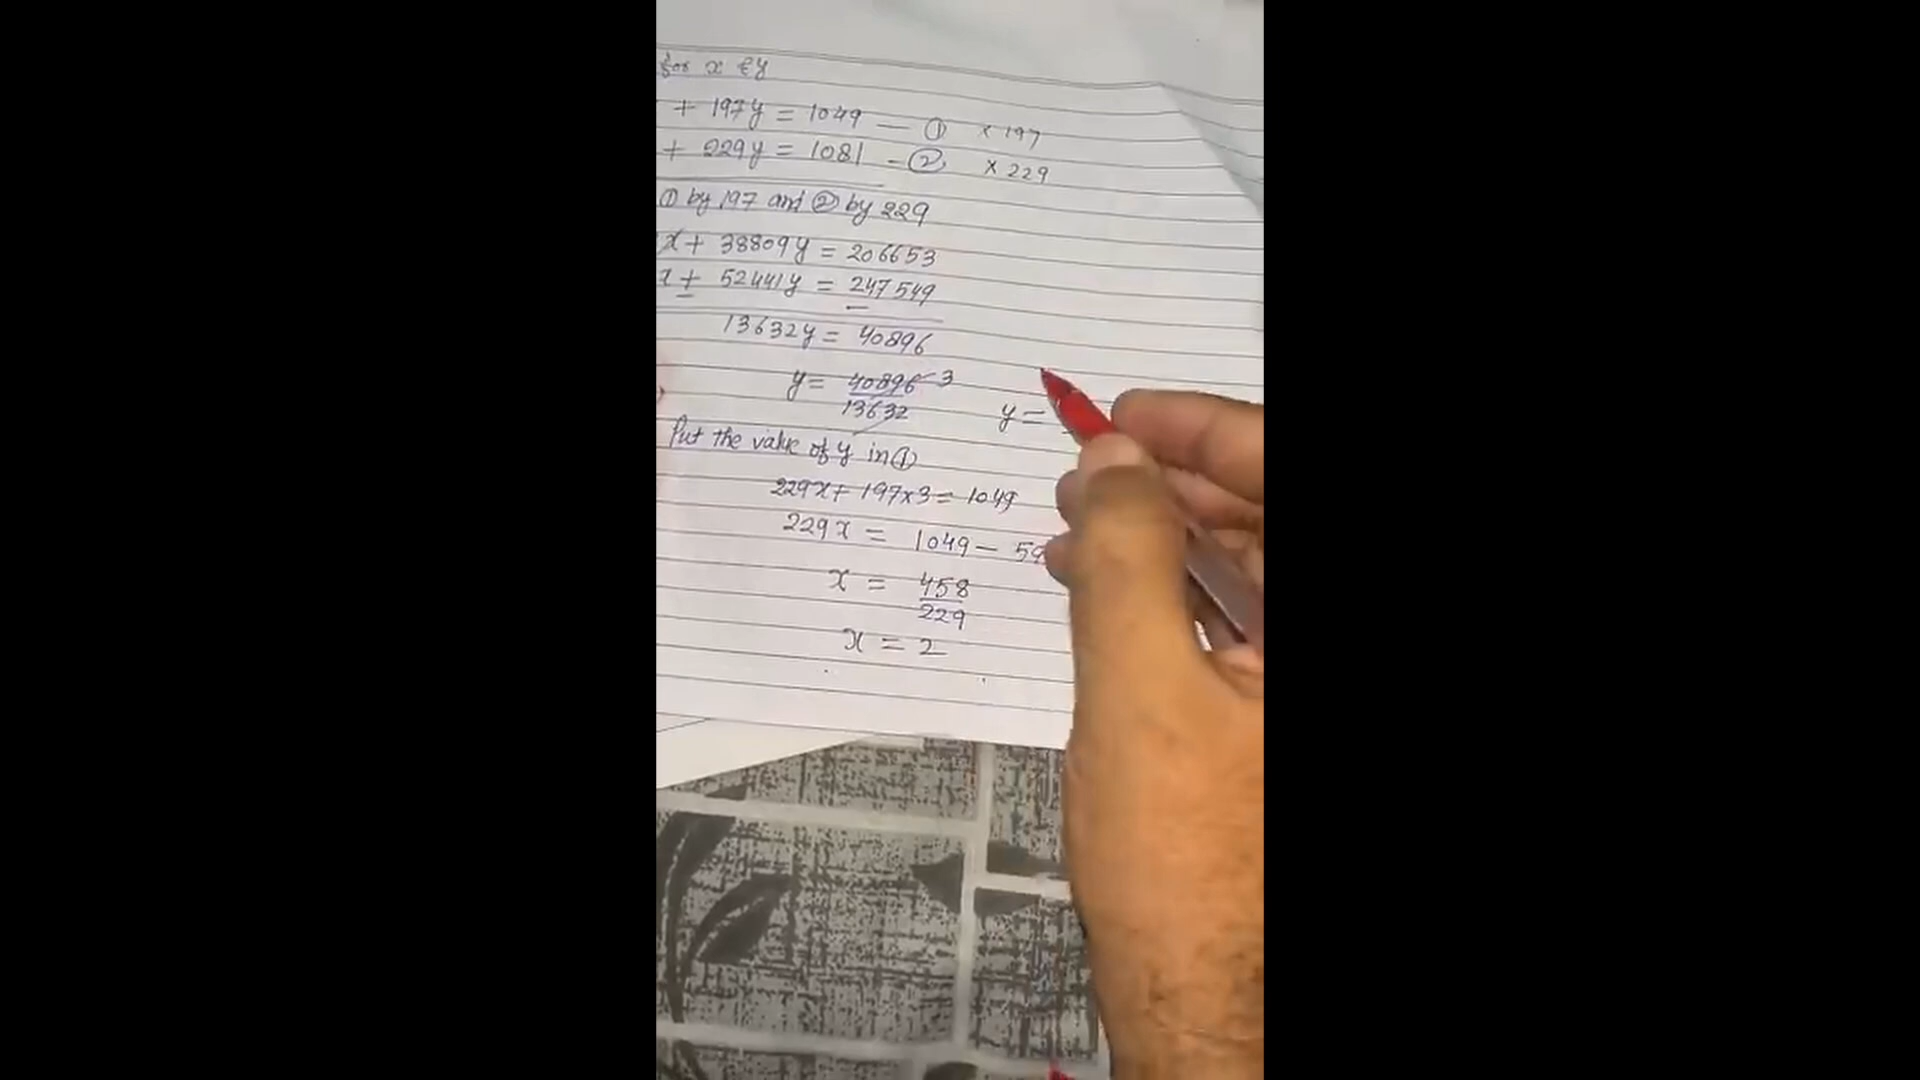 for x & y
+ 197y = 1049 — ① × 197
+ 229y = 1081 – ② × 229
① by 197 and ② by 229
x + 38809y = 206653
x + 52441y = 247549
13632y = 40896
y = 40896 3
13632 y =
Put the value of y in ①
229x + 197×3 = 1049
229x = 1049 – 59
x = 458
229
x = 2